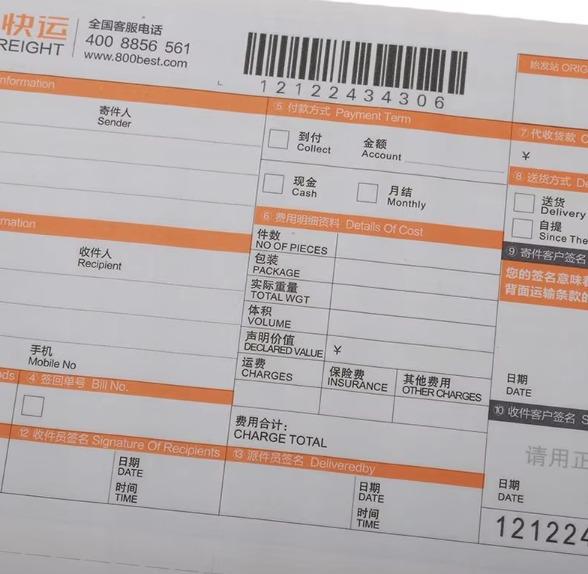 快运
REIGHT
全国客服电话
400 8856 561
www.800best.com
12122434306
始发站 ORIG
nformation
⑤ 付款方式 Payment Term
⑦ 代收货款 C
寄件人
Sender
到付
Collect
金额
Account
¥
⑧ 送货方式 De
现金
Cash
月结
Monthly
送货
Delivery
自提
Since The
mation
⑥ 费用明细资料 Details Of Cost
件数
NO OF PIECES
⑨ 寄件客户签名
收件人
Recipient
包装
PACKAGE
您的签名意味着
背面运输条款的
实际重量
TOTAL WGT
体积
VOLUME
声明价值
DECLARED VALUE
¥
手机
Mobile No
运费
CHARGES
保险费
INSURANCE
其他费用
OTHER CHARGES
日期
DATE
ods
④ 签回单号 Bill No.
10 收件客户签名 S
费用合计:
CHARGE TOTAL
12 收件员签名 Signature Of Recipients
13 派件员签名 Deliveredby
请用正
日期
DATE
时间
TIME
日期
DATE
时间
TIME
日期
DATE
121224